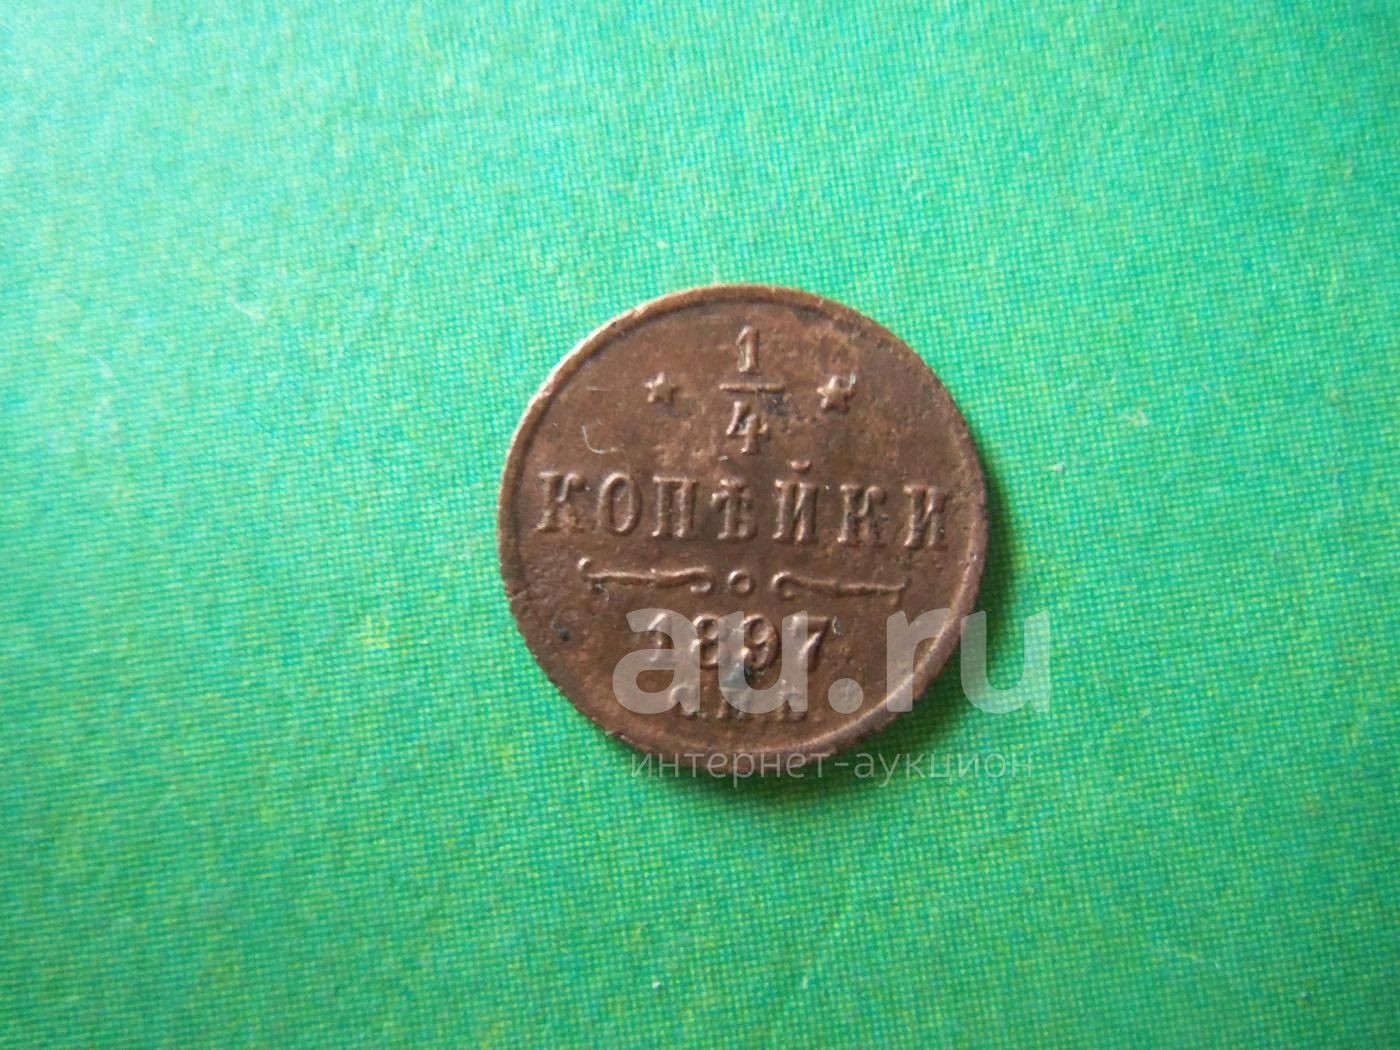 1
4
КОПѢЙКИ
1897
С.П.Б.
au.ru
интернет-аукцион